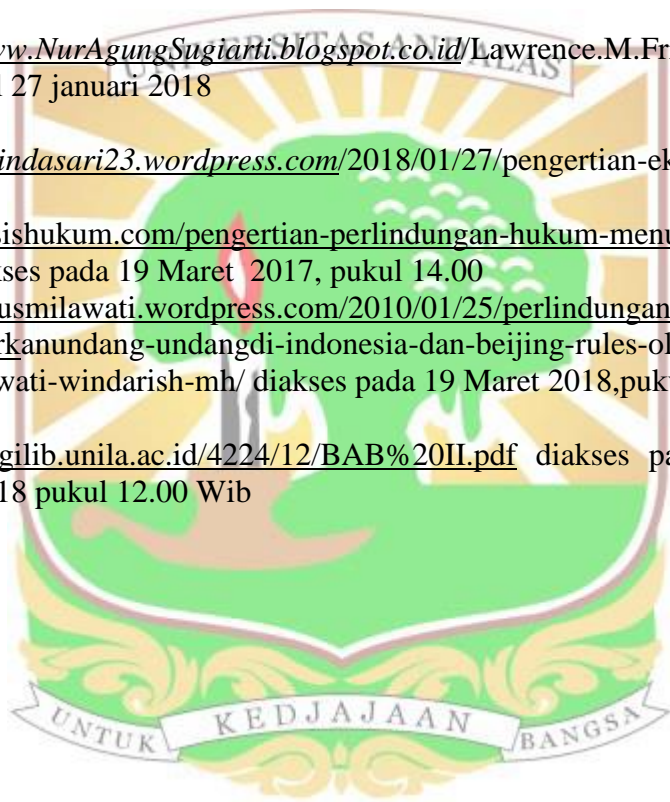 UNIVERSITAS ANDALAS
w.NurAgungSugiarti.blogspot.co.id/Lawrence.M.Fr
27 januari 2018
indasari23.wordpress.com/2018/01/27/pengertian-ek
sishukum.com/pengertian-perlindungan-hukum-menu
kses pada 19 Maret 2017, pukul 14.00
usmilawati.wordpress.com/2010/01/25/perlindungan
rkanundang-undangdi-indonesia-dan-beijing-rules-ol
wati-windarish-mh/ diakses pada 19 Maret 2018,puk
gilib.unila.ac.id/4224/12/BAB%20II.pdf diakses pa
18 pukul 12.00 Wib
UNTUK KEDJAJAAN BANGSA